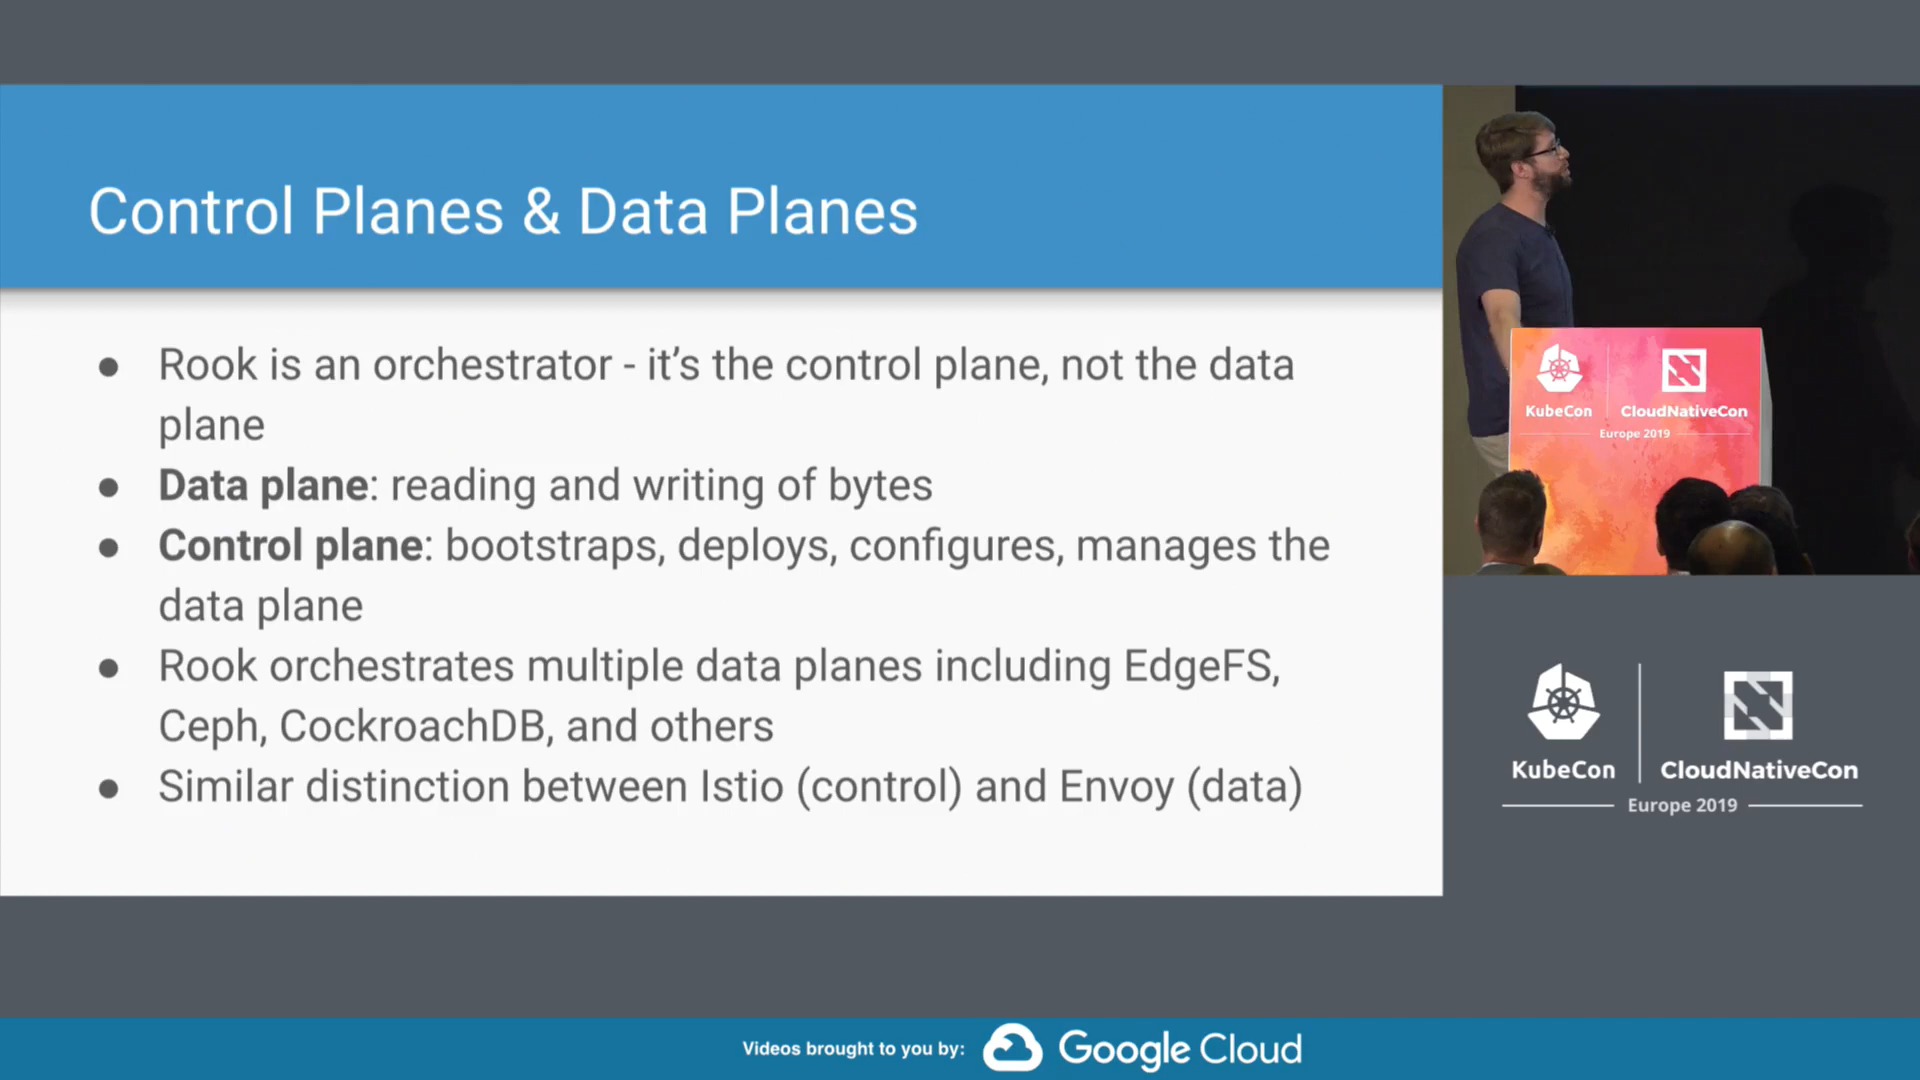 Control Planes & Data Planes
● Rook is an orchestrator - it's the control plane, not the data
plane
● Data plane: reading and writing of bytes
● Control plane: bootstraps, deploys, configures, manages the
data plane
● Rook orchestrates multiple data planes including EdgeFS,
Ceph, CockroachDB, and others
● Similar distinction between Istio (control) and Envoy (data)
KubeCon CloudNativeCon
Europe 2019
KubeCon CloudNativeCon
Europe 2019
Videos brought to you by: Google Cloud